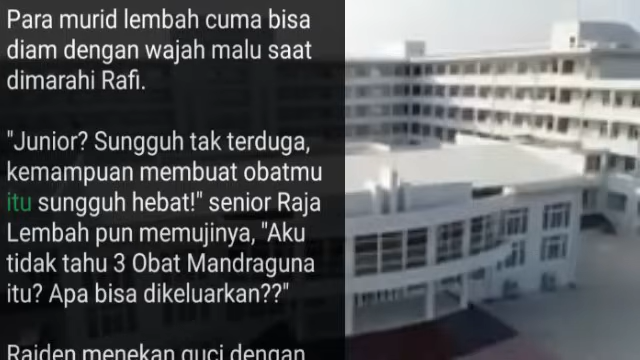 Para murid lembah cuma bisa
diam dengan wajah malu saat
dimarahi Rafi.
"Junior? Sungguh tak terduga,
kemampuan membuat obatmu
itu sungguh hebat!" senior Raja
Lembah pun memujinya, "Aku
tidak tahu 3 Obat Mandraguna
itu? Apa bisa dikeluarkan??"
Raiden menekan guci dengan